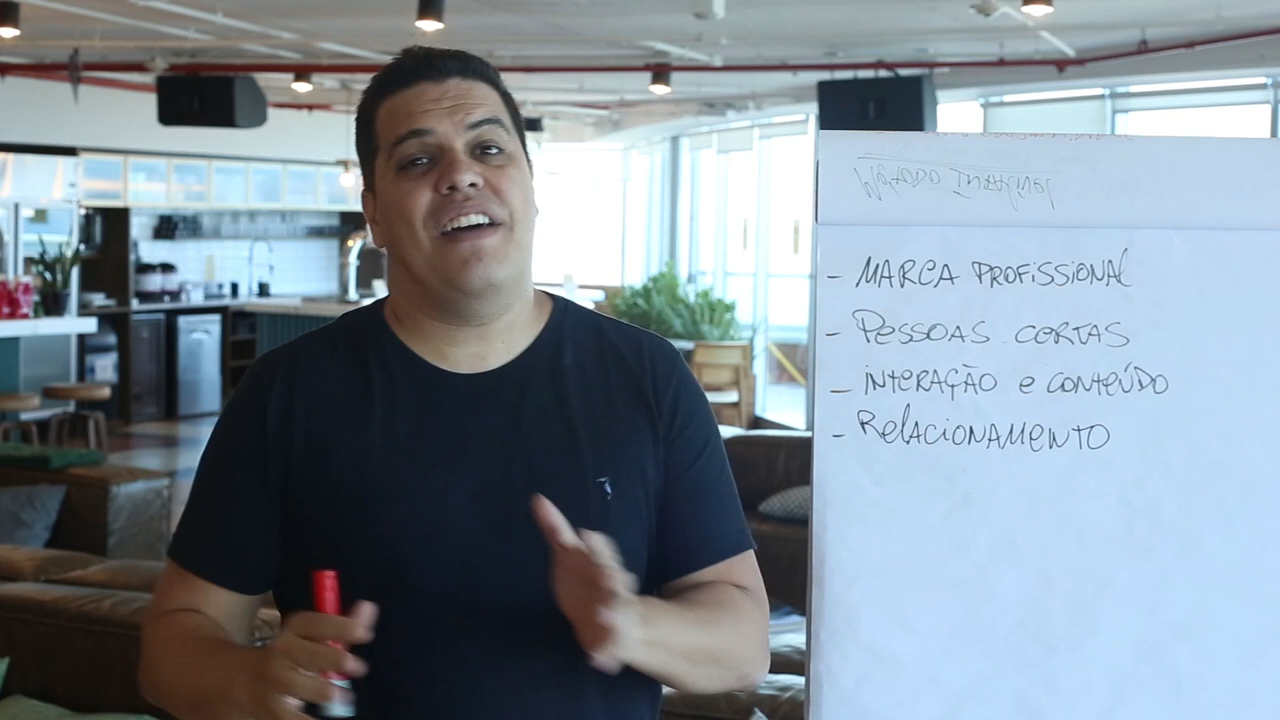 - MARCA PROFISSIONAL
- PESSOAS CERTAS
- INTERAÇÃO e CONTEÚDO
- RELACIONAMENTO